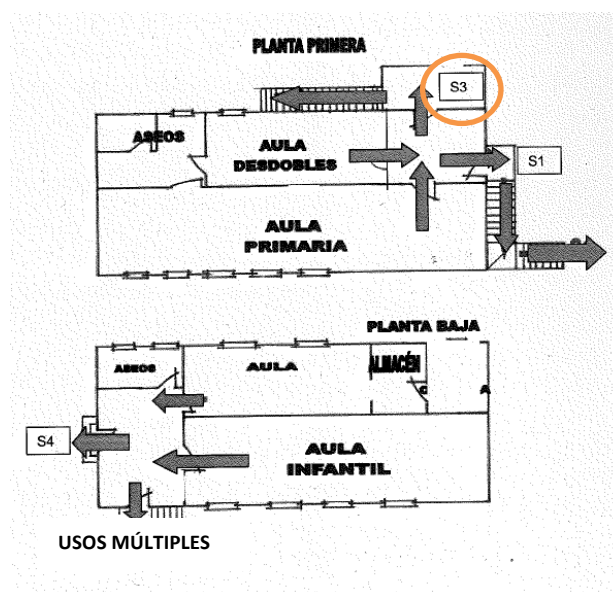 PLANTA PRIMERA
S3
ASEOS
AULA
DESDOBLES
S1
AULA
PRIMARIA
PLANTA BAJA
ASEOS
AULA
ALMACÉN
C
A
S4
AULA
INFANTIL
USOS MÚLTIPLES